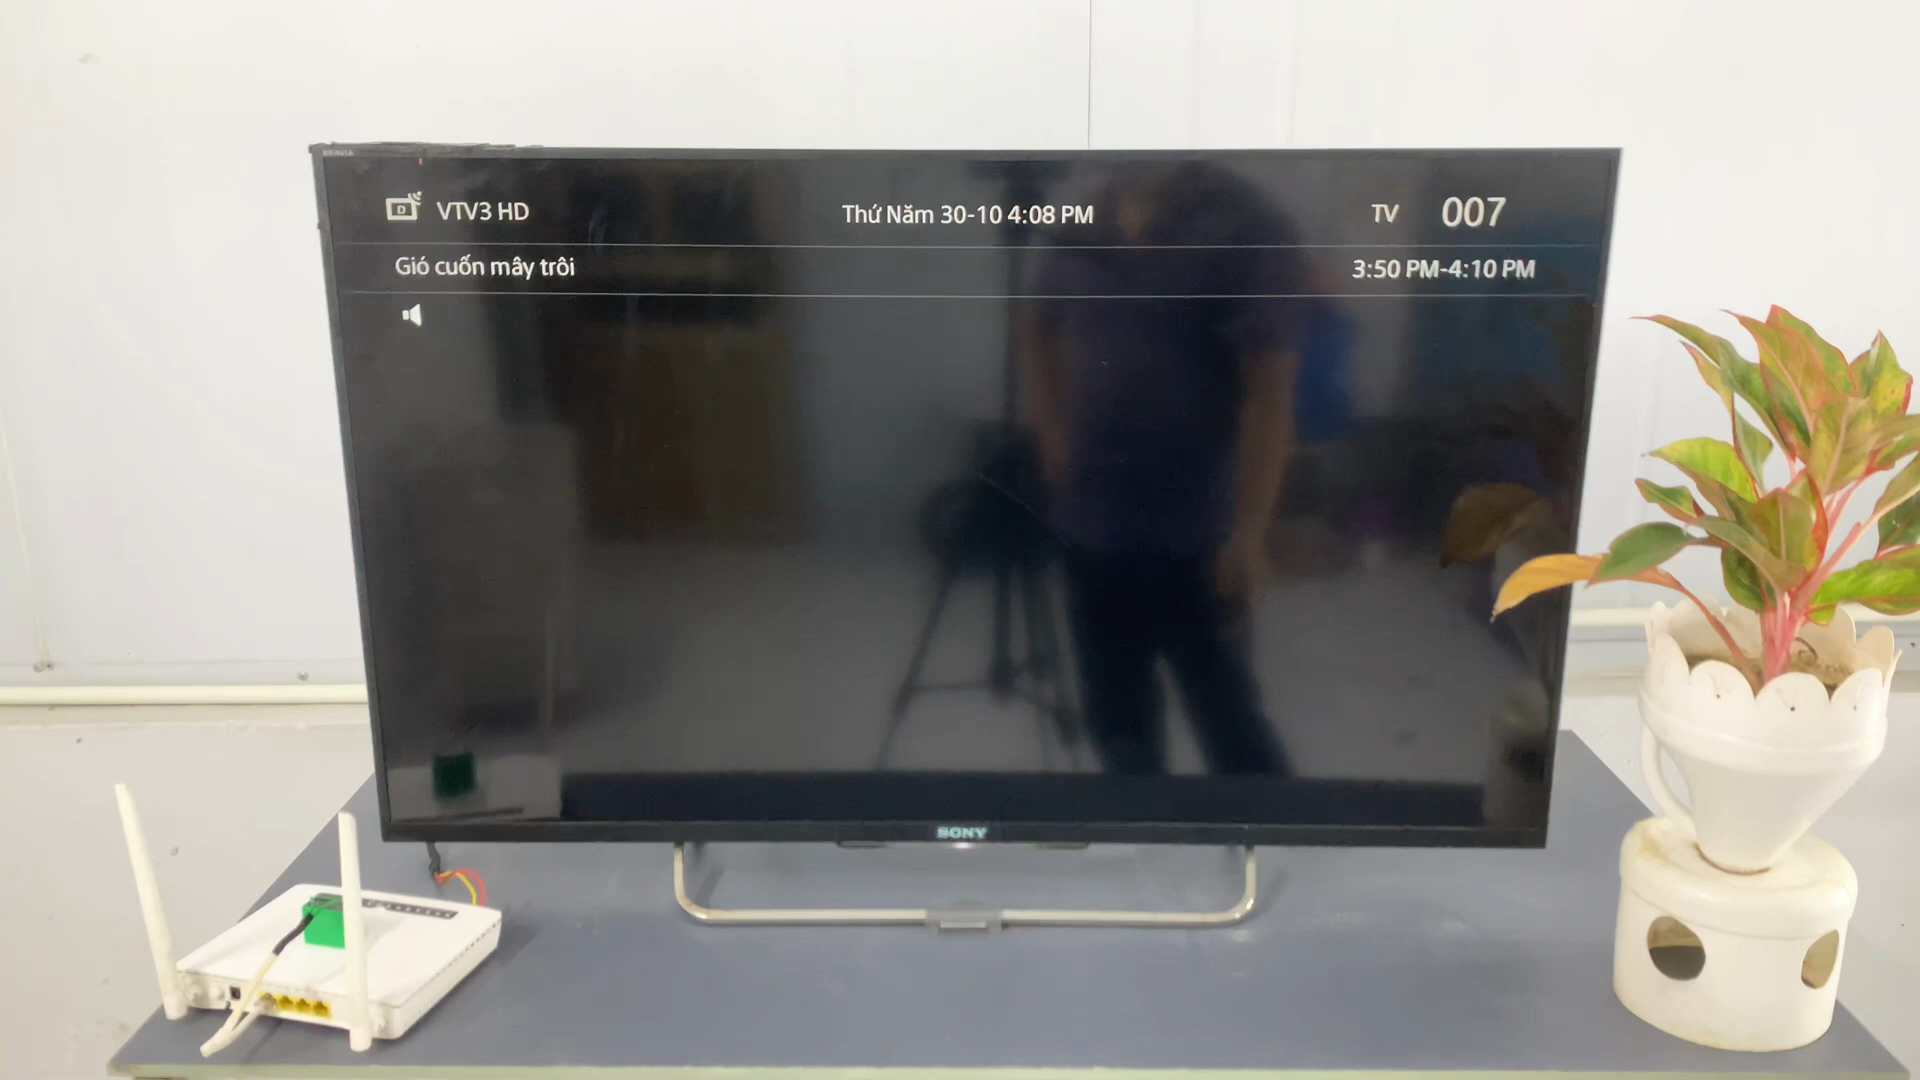 BRAVIA
VTV3 HD
Thứ Năm 30-10 4:08 PM
TV 007
Gió cuốn mây trôi
3:50 PM-4:10 PM
SONY